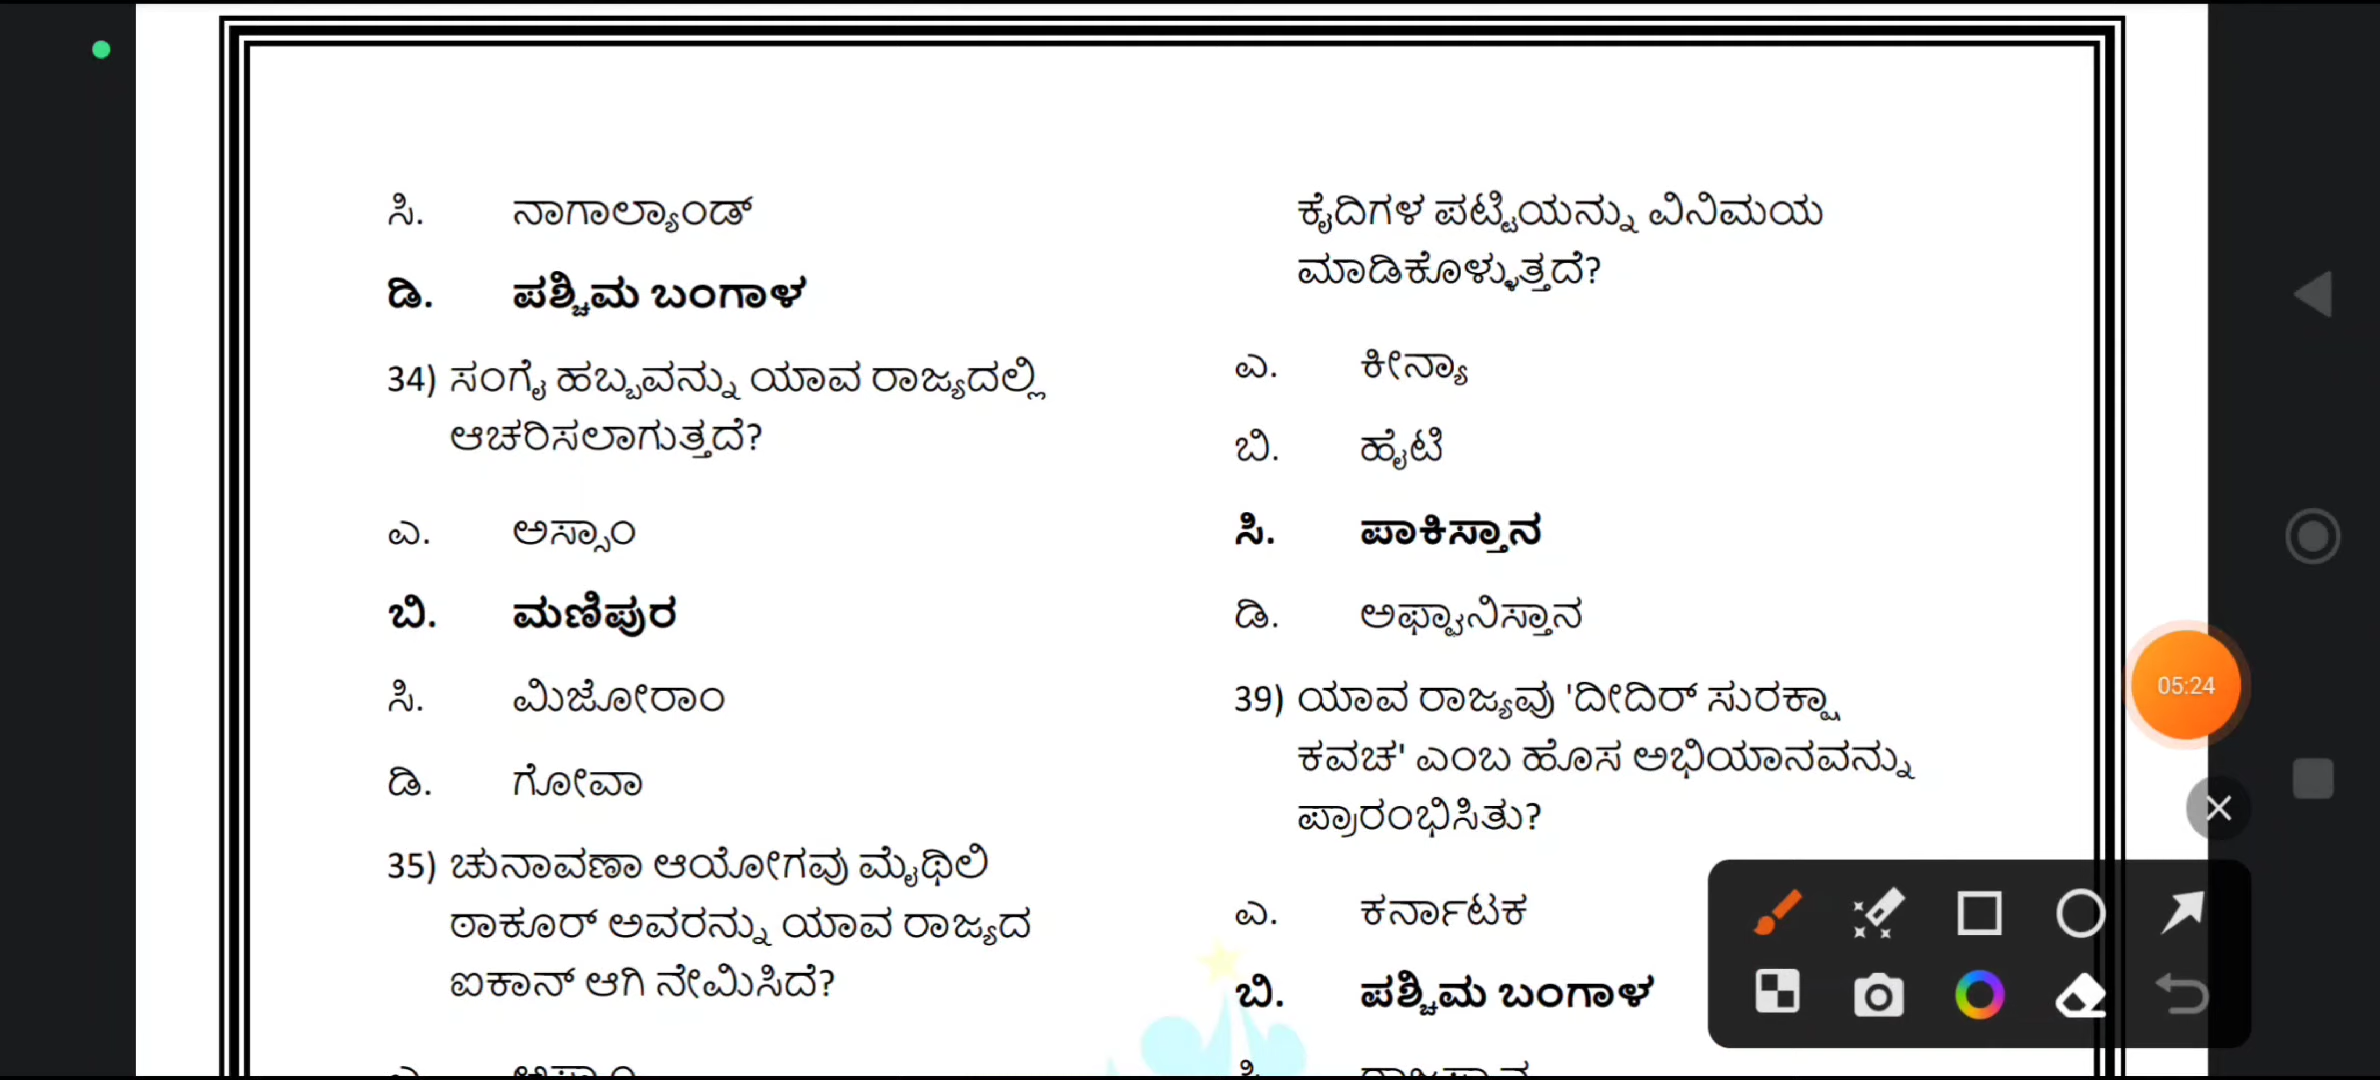 ಸಿ. ನಾಗಾಲ್ಯಾಂಡ್
ಡಿ. ಪಶ್ಚಿಮ ಬಂಗಾಳ
34) ಸಂಗೈ ಹಬ್ಬವನ್ನು ಯಾವ ರಾಜ್ಯದಲ್ಲಿ
ಆಚರಿಸಲಾಗುತ್ತದೆ?
ಎ. ಅಸ್ಸಾಂ
ಬಿ. ಮಣಿಪುರ
ಸಿ. ಮಿಜೋರಾಂ
ಡಿ. ಗೋವಾ
35) ಚುನಾವಣಾ ಆಯೋಗವು ಮೈಥಿಲಿ
ಠಾಕೂರ್ ಅವರನ್ನು ಯಾವ ರಾಜ್ಯದ
ಐಕಾನ್ ಆಗಿ ನೇಮಿಸಿದೆ?
ಕೈದಿಗಳ ಪಟ್ಟಿಯನ್ನು ವಿನಿಮಯ
ಮಾಡಿಕೊಳ್ಳುತ್ತದೆ?
ಎ. ಕೀನ್ಯಾ
ಬಿ. ಹೈಟಿ
ಸಿ. ಪಾಕಿಸ್ತಾನ
ಡಿ. ಅಫ್ಘಾನಿಸ್ತಾನ
39) ಯಾವ ರಾಜ್ಯವು 'ದೀದಿರ್ ಸುರಕ್ಷಾ
ಕವಚ' ಎಂಬ ಹೊಸ ಅಭಿಯಾನವನ್ನು
ಪ್ರಾರಂಭಿಸಿತು?
ಎ. ಕರ್ನಾಟಕ
ಬಿ. ಪಶ್ಚಿಮ ಬಂಗಾಳ
05:24